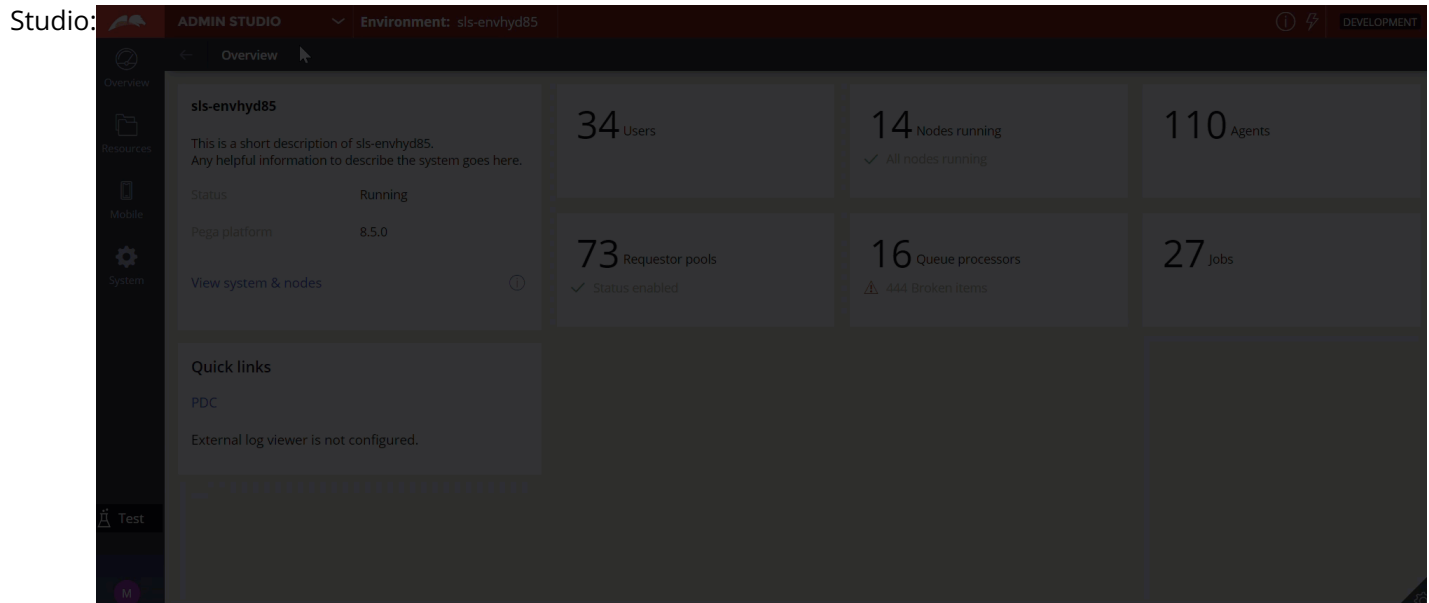 Studio:
ADMIN STUDIO
Environment: sls-envhyd85
DEVELOPMENT
Overview
Overview
Resources
Mobile
System
Test
M
sls-envhyd85
This is a short description of sls-envhyd85.
Any helpful information to describe the system goes here.
Status Running
Pega platform 8.5.0
View system & nodes
34 Users
14 Nodes running
All nodes running
110 Agents
73 Requestor pools
Status enabled
16 Queue processors
444 Broken items
27 Jobs
Quick links
PDC
External log viewer is not configured.